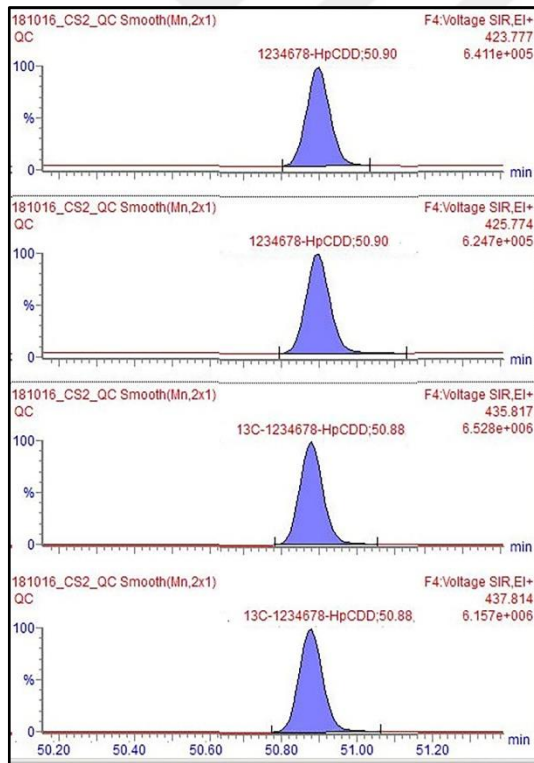 181016_CS2_QC Smooth(Mn,2x1) F4:Voltage SIR,EI+
QC 423.777
1234678-HpCDD;50.90 6.411e+005
100
%
0 min
181016_CS2_QC Smooth(Mn,2x1) F4:Voltage SIR,EI+
QC 425.774
1234678-HpCDD;50.90 6.247e+005
100
%
0 min
181016_CS2_QC Smooth(Mn,2x1) F4:Voltage SIR,EI+
QC 435.817
13C-1234678-HpCDD;50.88 6.528e+006
100
%
0 min
181016_CS2_QC Smooth(Mn,2x1) F4:Voltage SIR,EI+
QC 437.814
13C-1234678-HpCDD;50.88 6.157e+006
100
%
0 min
50.20 50.40 50.60 50.80 51.00 51.20